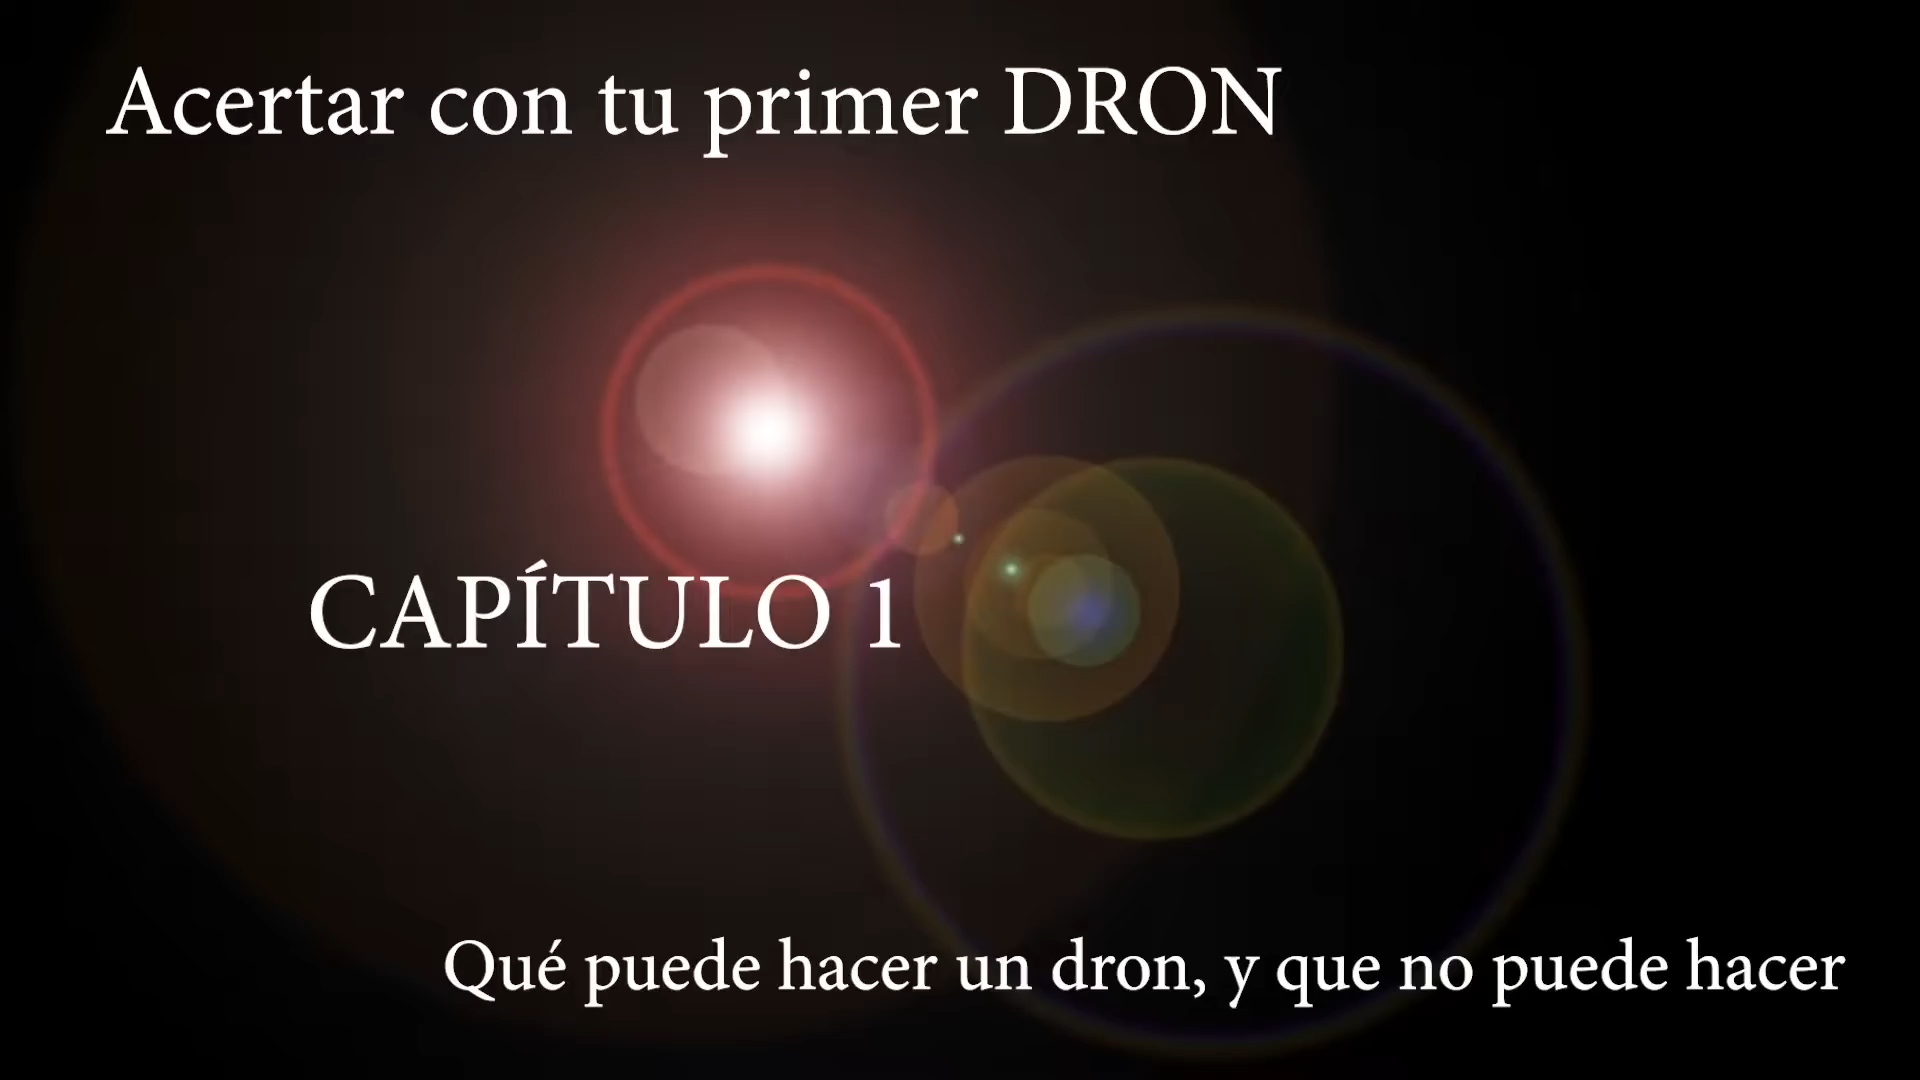 Acertar con tu primer DRON
CAPÍTULO 1
Qué puede hacer un dron, y que no puede hacer